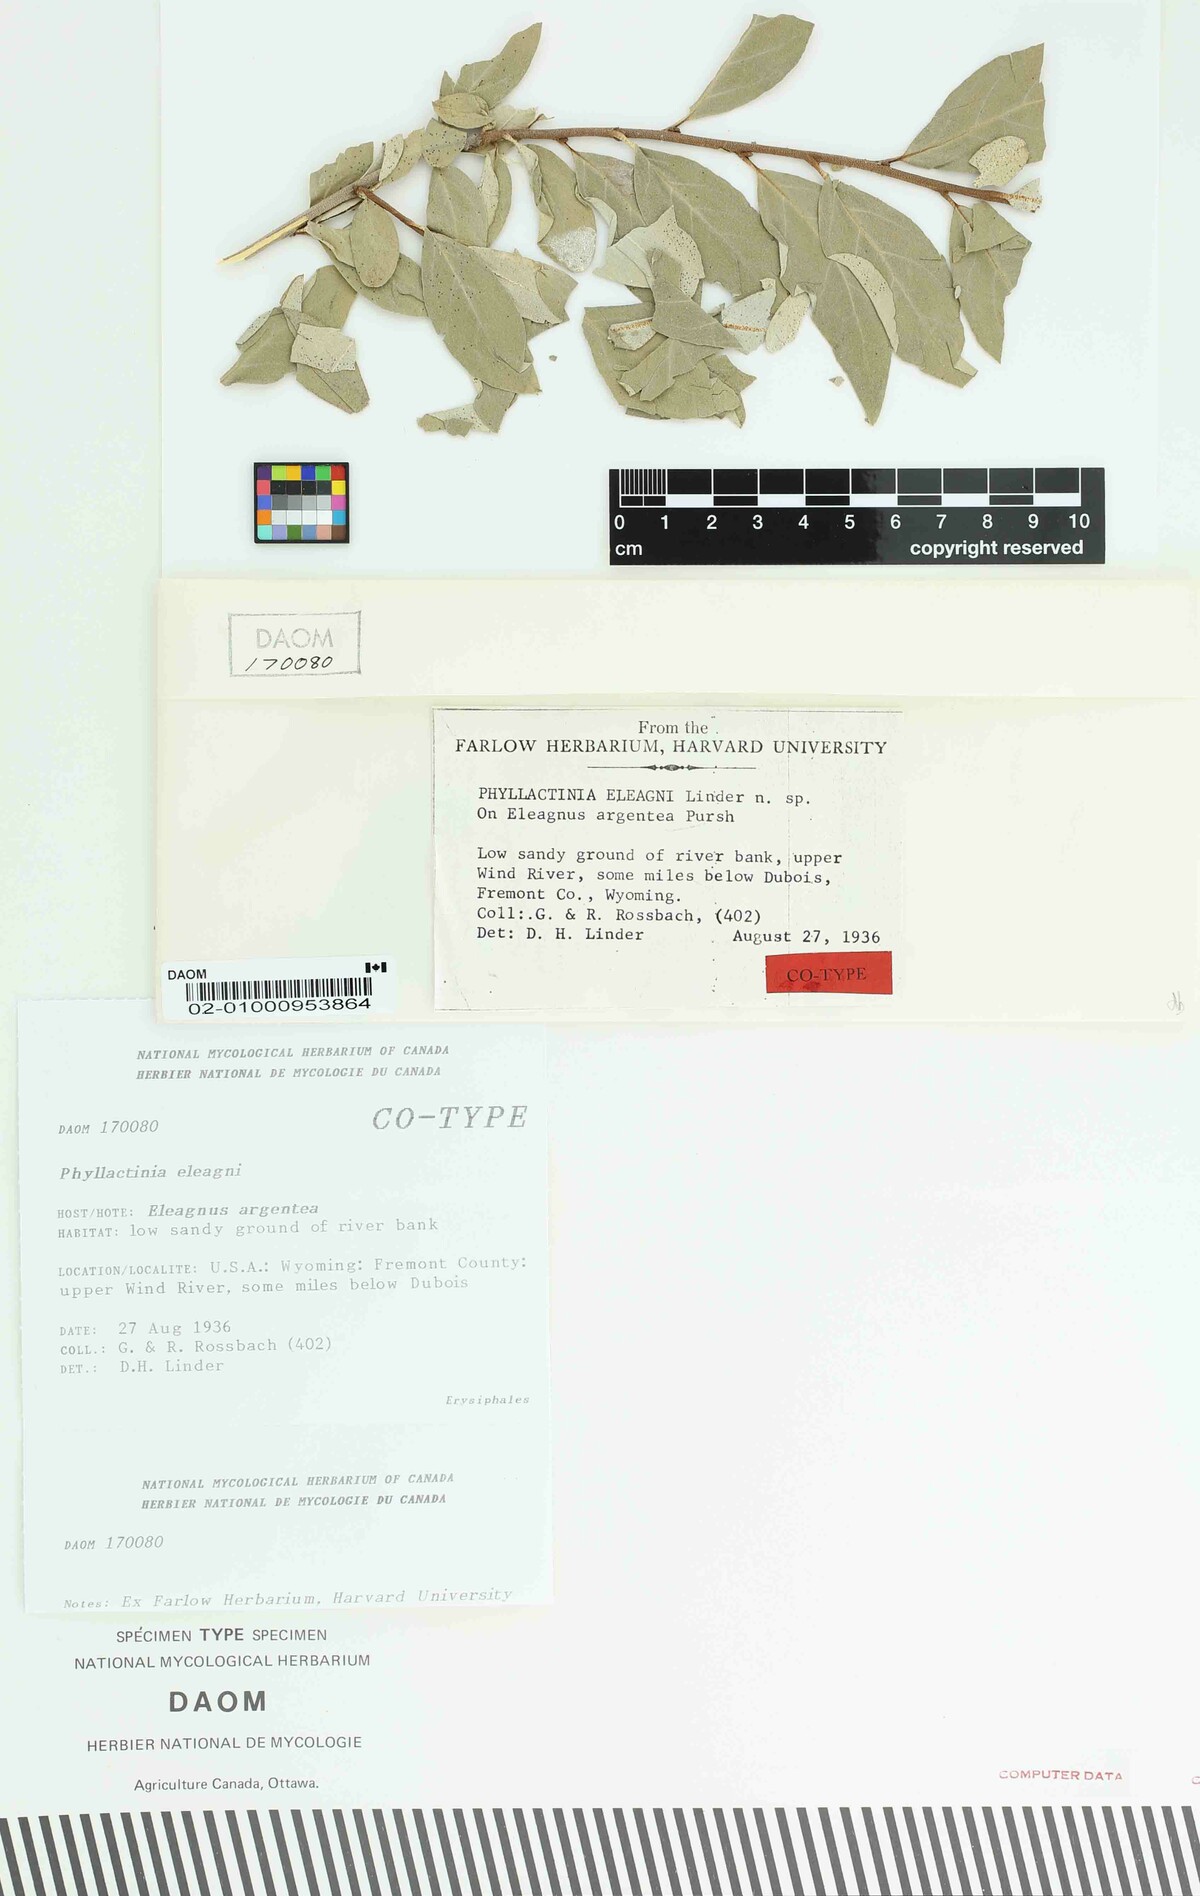 0 1 2 3 4 5 6 7 8 9 10
cm copyright reserved
DAOM
170080
From the
FARLOW HERBARIUM, HARVARD UNIVERSITY
PHYLLACTINIA ELEAGNI Linder n. sp.
On Eleagnus argentea Pursh
Low sandy ground of river bank, upper
Wind River, some miles below Dubois,
Fremont Co., Wyoming.
Coll: G. & R. Rossbach, (402)
Det: D. H. Linder August 27, 1936
CO-TYPE
DAOM
02-01000953864
NATIONAL MYCOLOGICAL HERBARIUM OF CANADA
HERBIER NATIONAL DE MYCOLOGIE DU CANADA
DAOM 170080 CO-TYPE
Phyllactinia eleagni
HOST/HOTE: Eleagnus argentea
HABITAT: low sandy ground of river bank
LOCATION/LOCALITE: U.S.A.: Wyoming: Fremont County:
upper Wind River, some miles below Dubois
DATE: 27 Aug 1936
COLL.: G. & R. Rossbach (402)
DET.: D.H. Linder
Erysiphales
NATIONAL MYCOLOGICAL HERBARIUM OF CANADA
HERBIER NATIONAL DE MYCOLOGIE DU CANADA
DAOM 170080
Notes: Ex Farlow Herbarium, Harvard University
SPÉCIMEN TYPE SPECIMEN
NATIONAL MYCOLOGICAL HERBARIUM
DAOM
HERBIER NATIONAL DE MYCOLOGIE
Agriculture Canada, Ottawa.
COMPUTER DATA